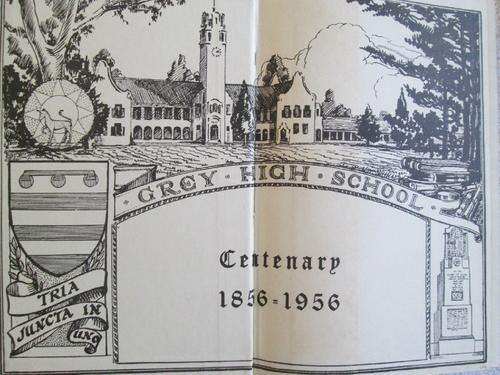 · GREY · HIGH · SCHOOL ·
Centenary
1856-1956
TRIA
JUNCTA IN
UNO